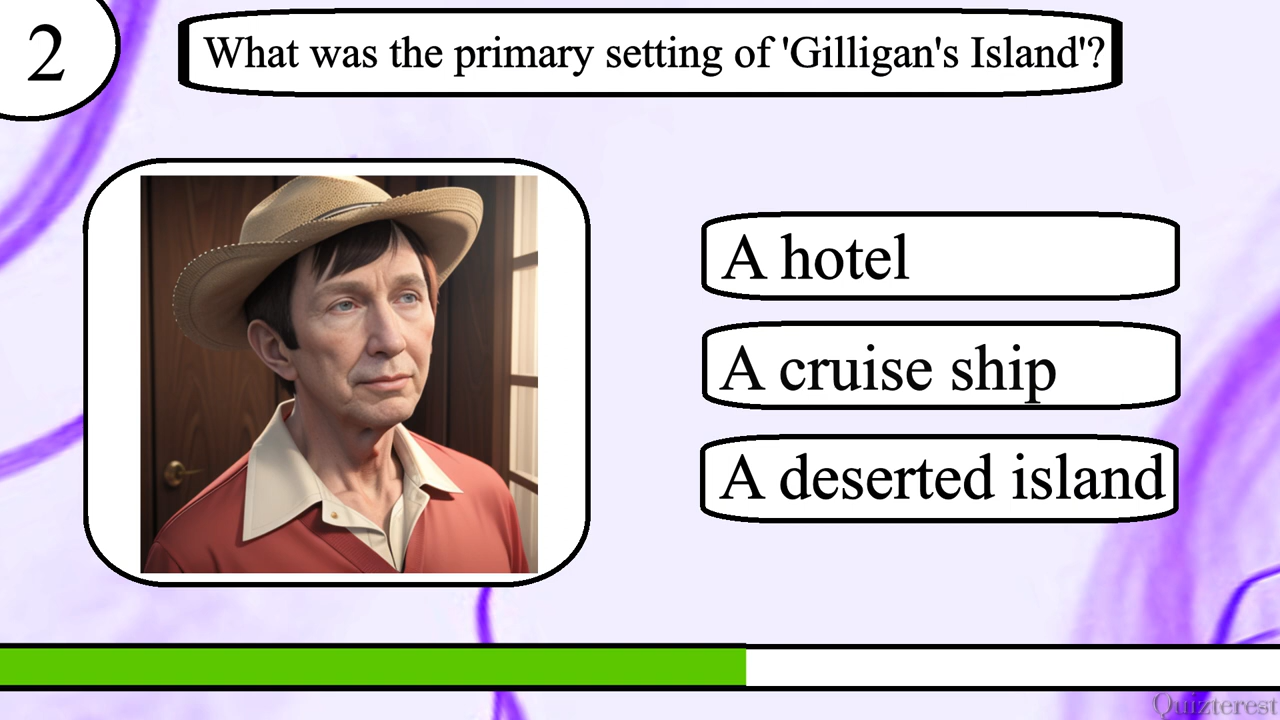 2
What was the primary setting of 'Gilligan's Island'?
A hotel
A cruise ship
A deserted island
Quizterest